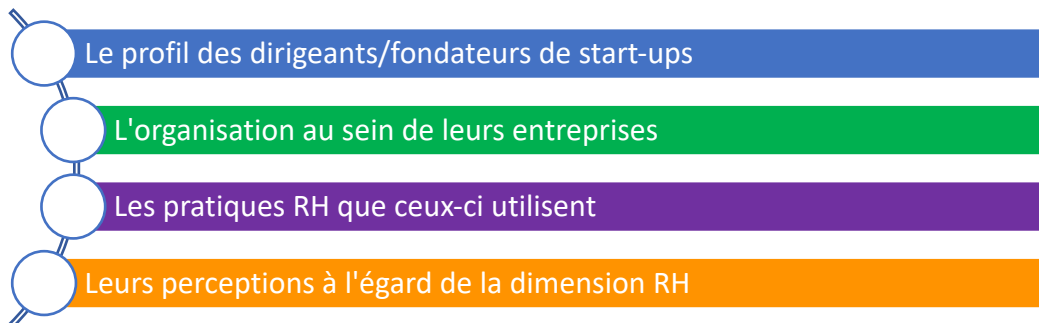 Le profil des dirigeants/fondateurs de start-ups
L'organisation au sein de leurs entreprises
Les pratiques RH que ceux-ci utilisent
Leurs perceptions à l'égard de la dimension RH